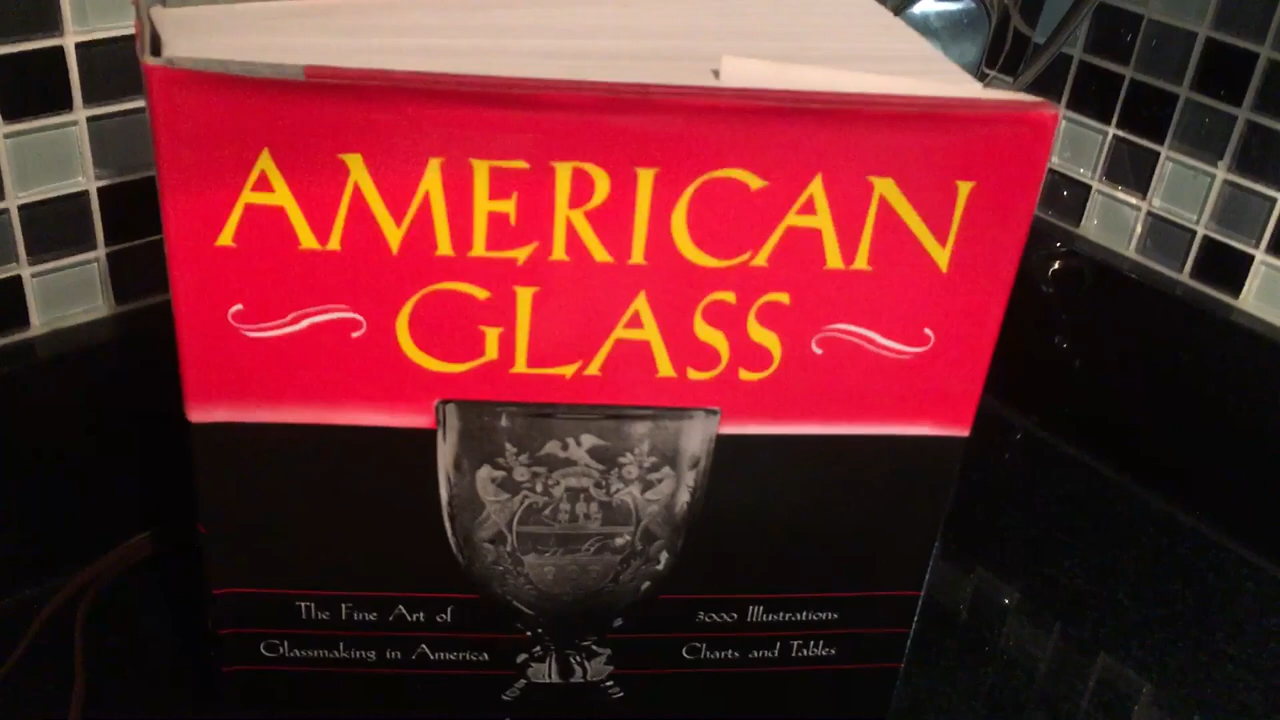 AMERICAN
GLASS
The Fine Art of
Glassmaking in America
3000 Illustrations
Charts and Tables